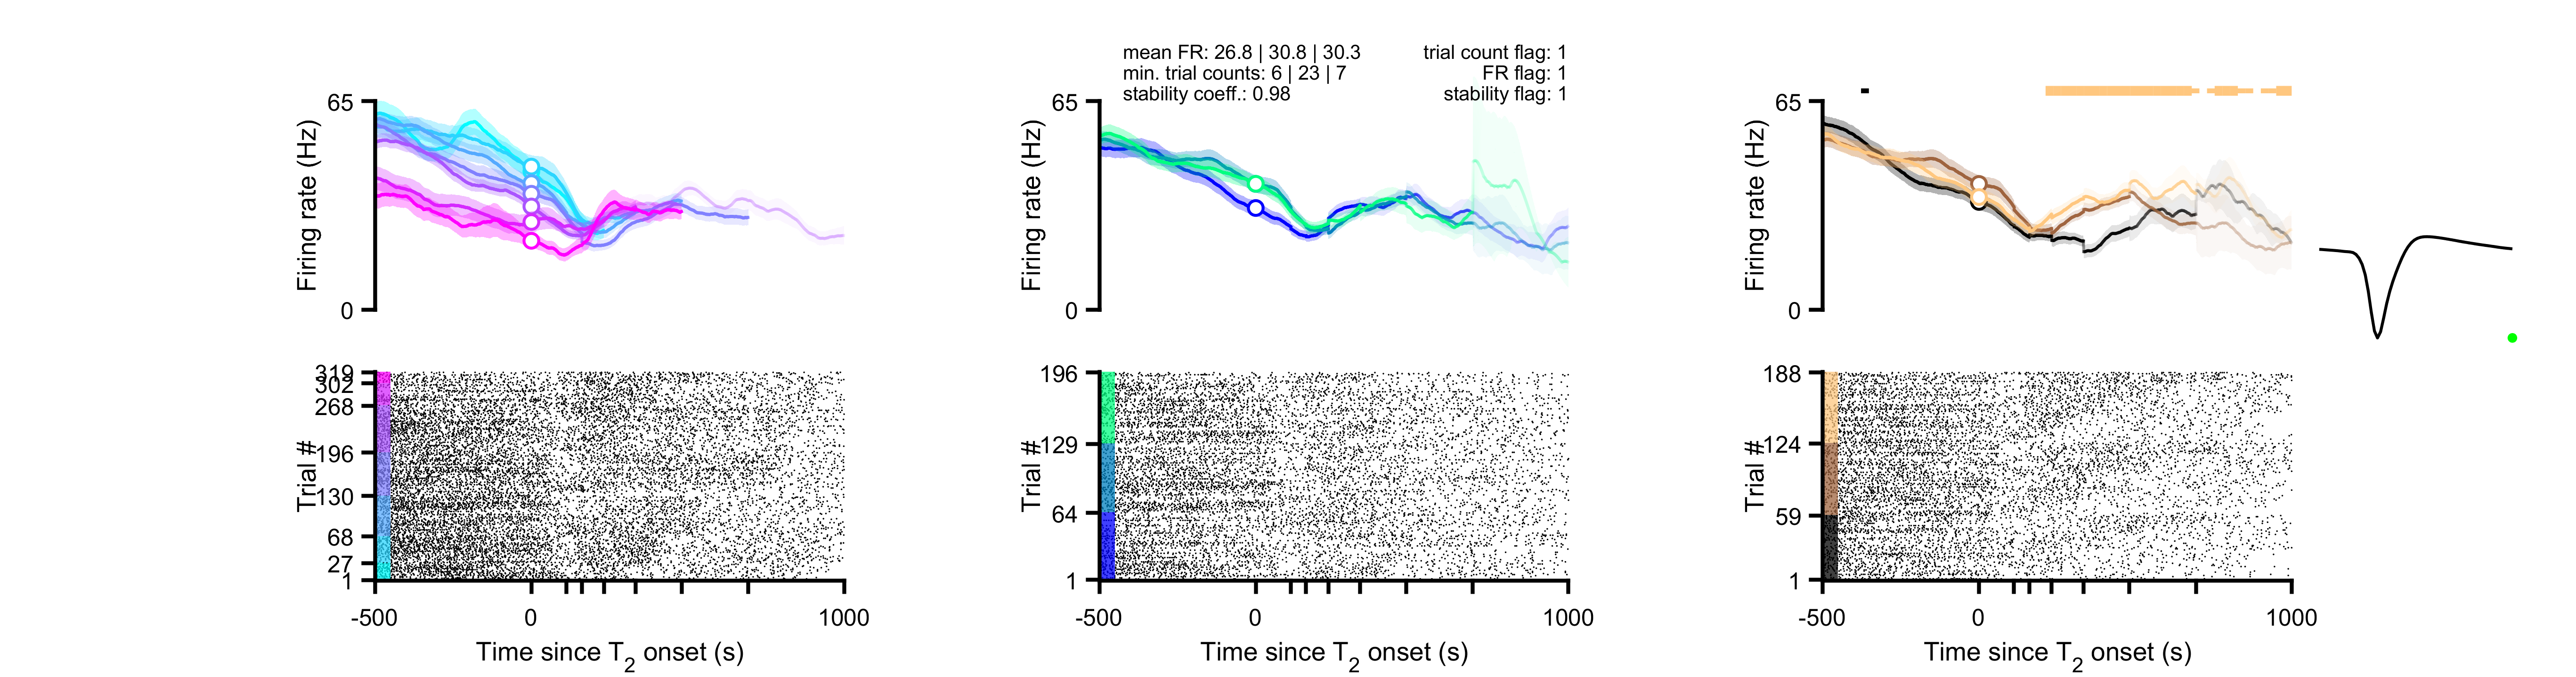 mean FR: 26.8 | 30.8 | 30.3
trial count flag: 1
min. trial counts: 6 | 23 | 7
FR flag: 1
stability coeff.: 0.98
stability flag: 1
65
Firing rate (Hz)
0
65
Firing rate (Hz)
0
65
Firing rate (Hz)
0
319
302
268
196
130
68
27
1
Trial #
-500
0
1000
Time since T2 onset (s)
196
129
64
1
Trial #
-500
0
1000
Time since T2 onset (s)
188
124
59
1
Trial #
-500
0
1000
Time since T2 onset (s)